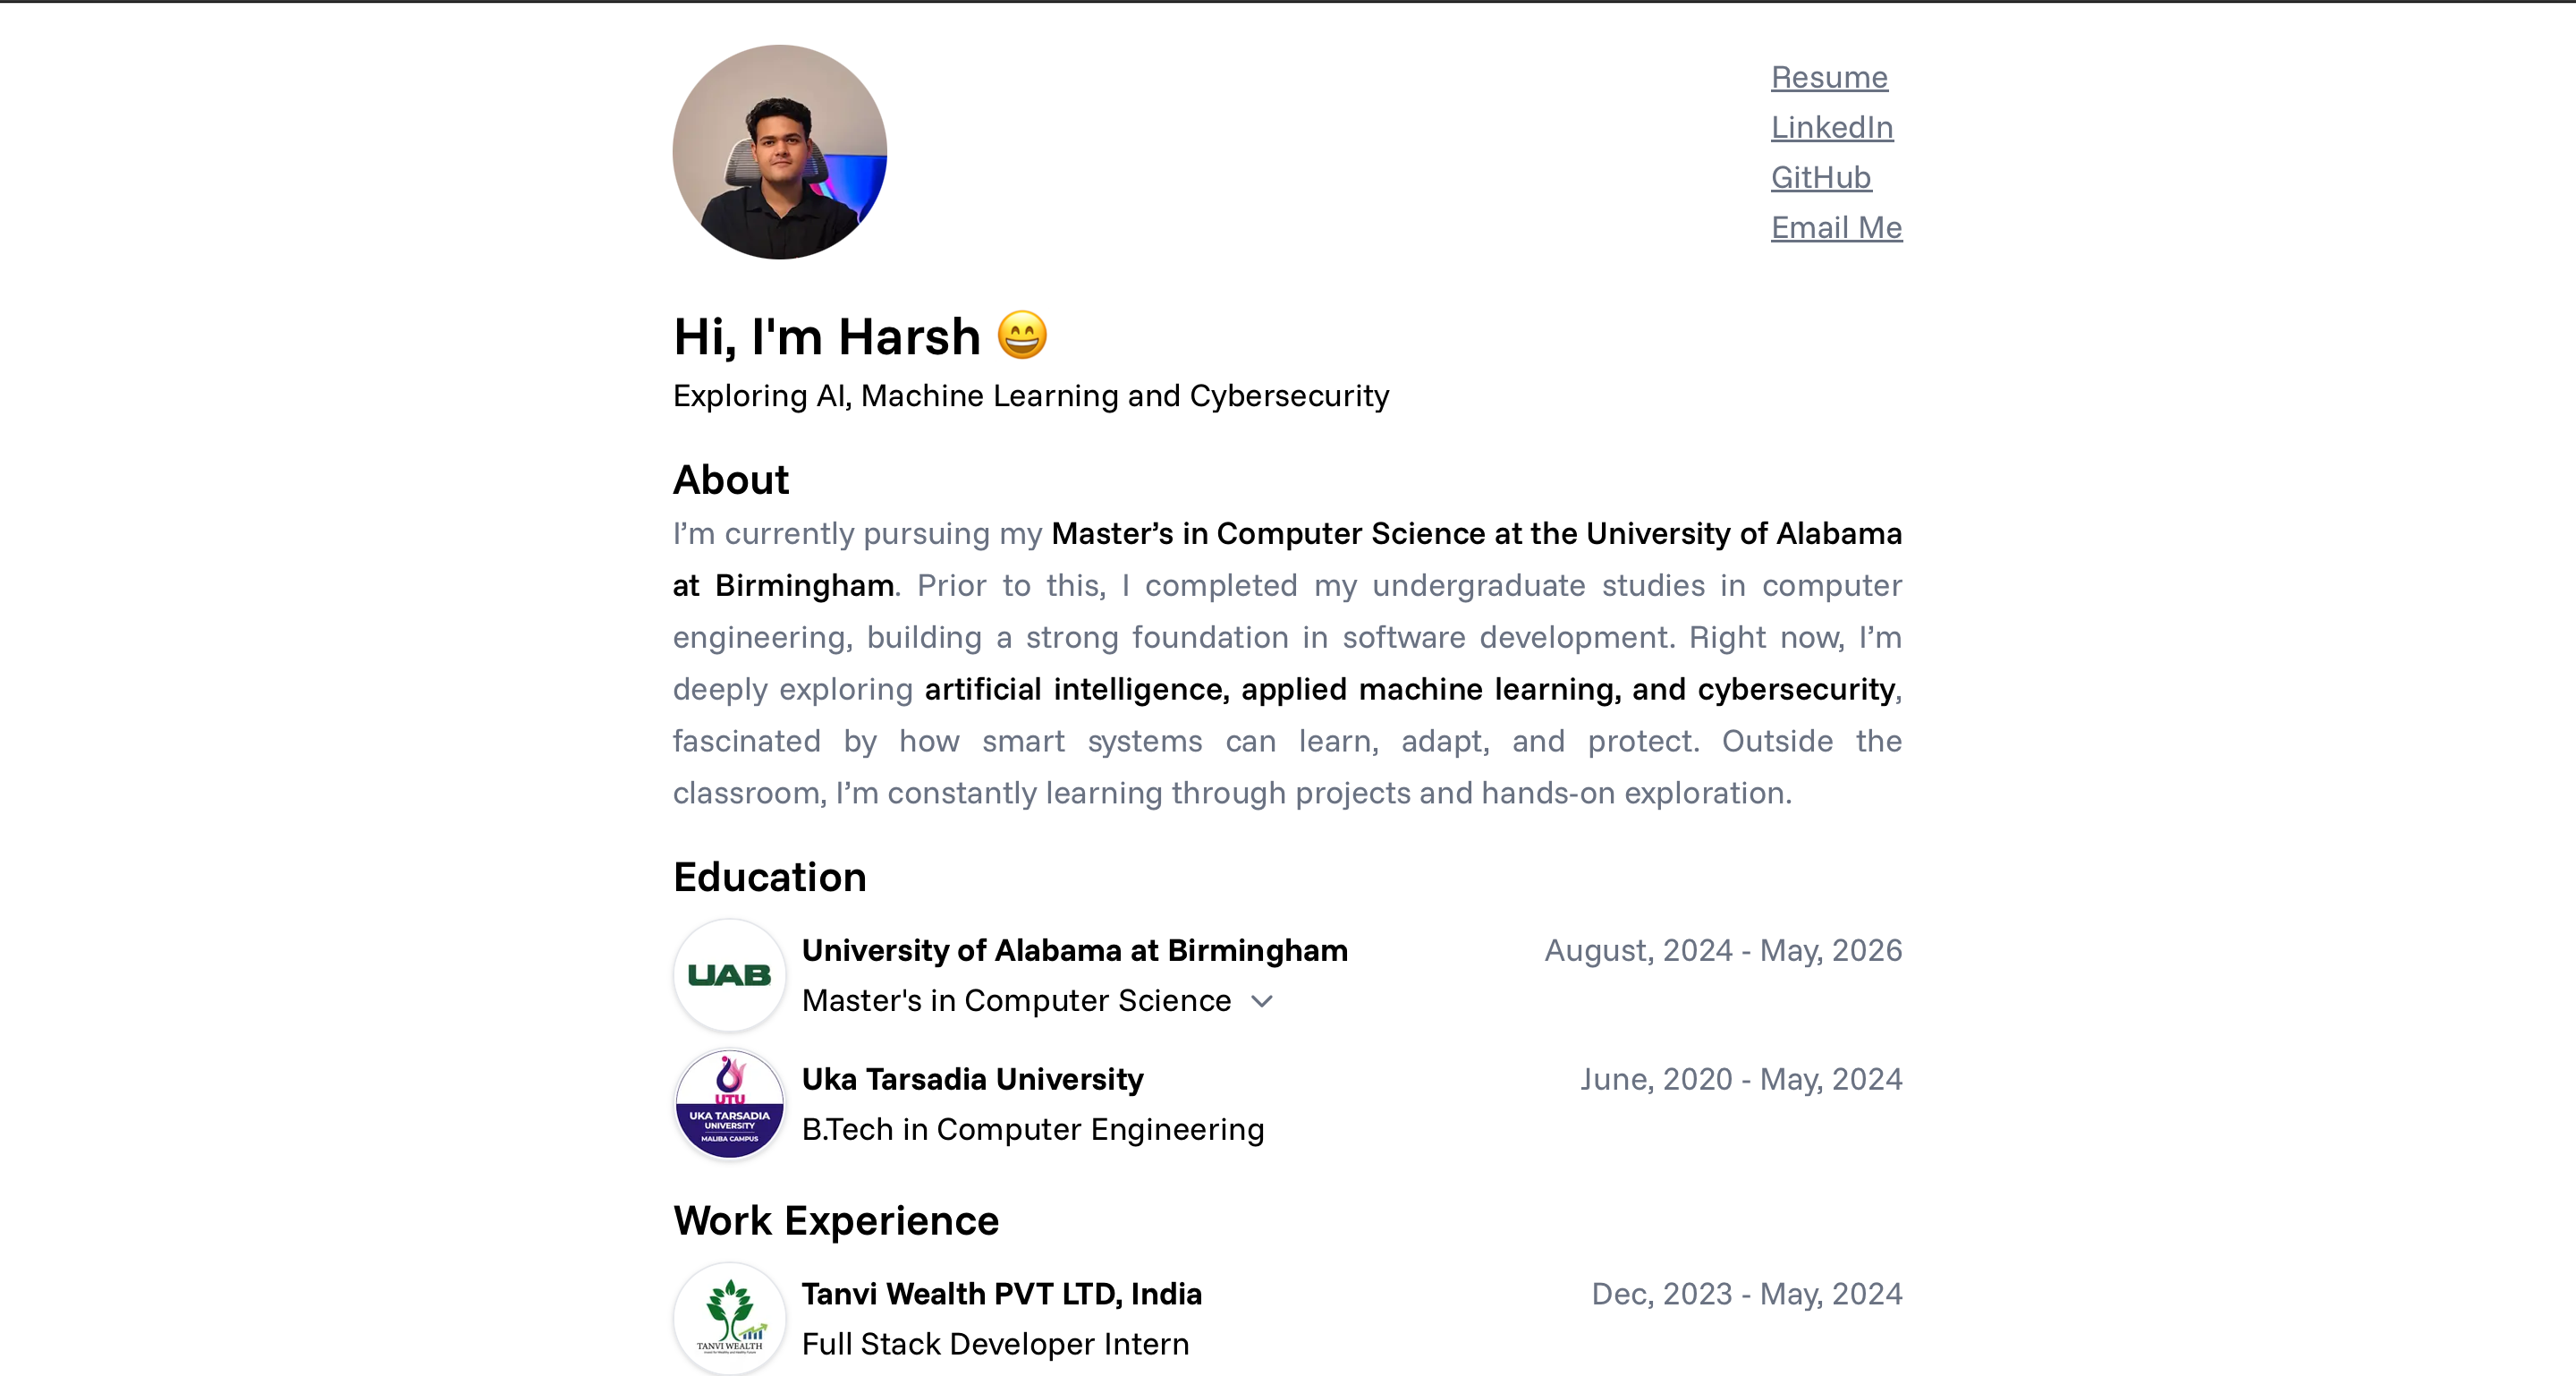 Resume
LinkedIn
GitHub
Email Me
Hi, I'm Harsh 😄
Exploring AI, Machine Learning and Cybersecurity
About
I’m currently pursuing my Master’s in Computer Science at the University of Alabama
at Birmingham. Prior to this, I completed my undergraduate studies in computer
engineering, building a strong foundation in software development. Right now, I’m
deeply exploring artificial intelligence, applied machine learning, and cybersecurity,
fascinated by how smart systems can learn, adapt, and protect. Outside the
classroom, I’m constantly learning through projects and hands-on exploration.
Education
UAB
University of Alabama at Birmingham
August, 2024 - May, 2026
Master's in Computer Science
UTU
UKA TARSADIA
UNIVERSITY
MALIBA CAMPUS
Uka Tarsadia University
June, 2020 - May, 2024
B.Tech in Computer Engineering
Work Experience
TANVI WEALTH
Tanvi Wealth PVT LTD, India
Dec, 2023 - May, 2024
Full Stack Developer Intern